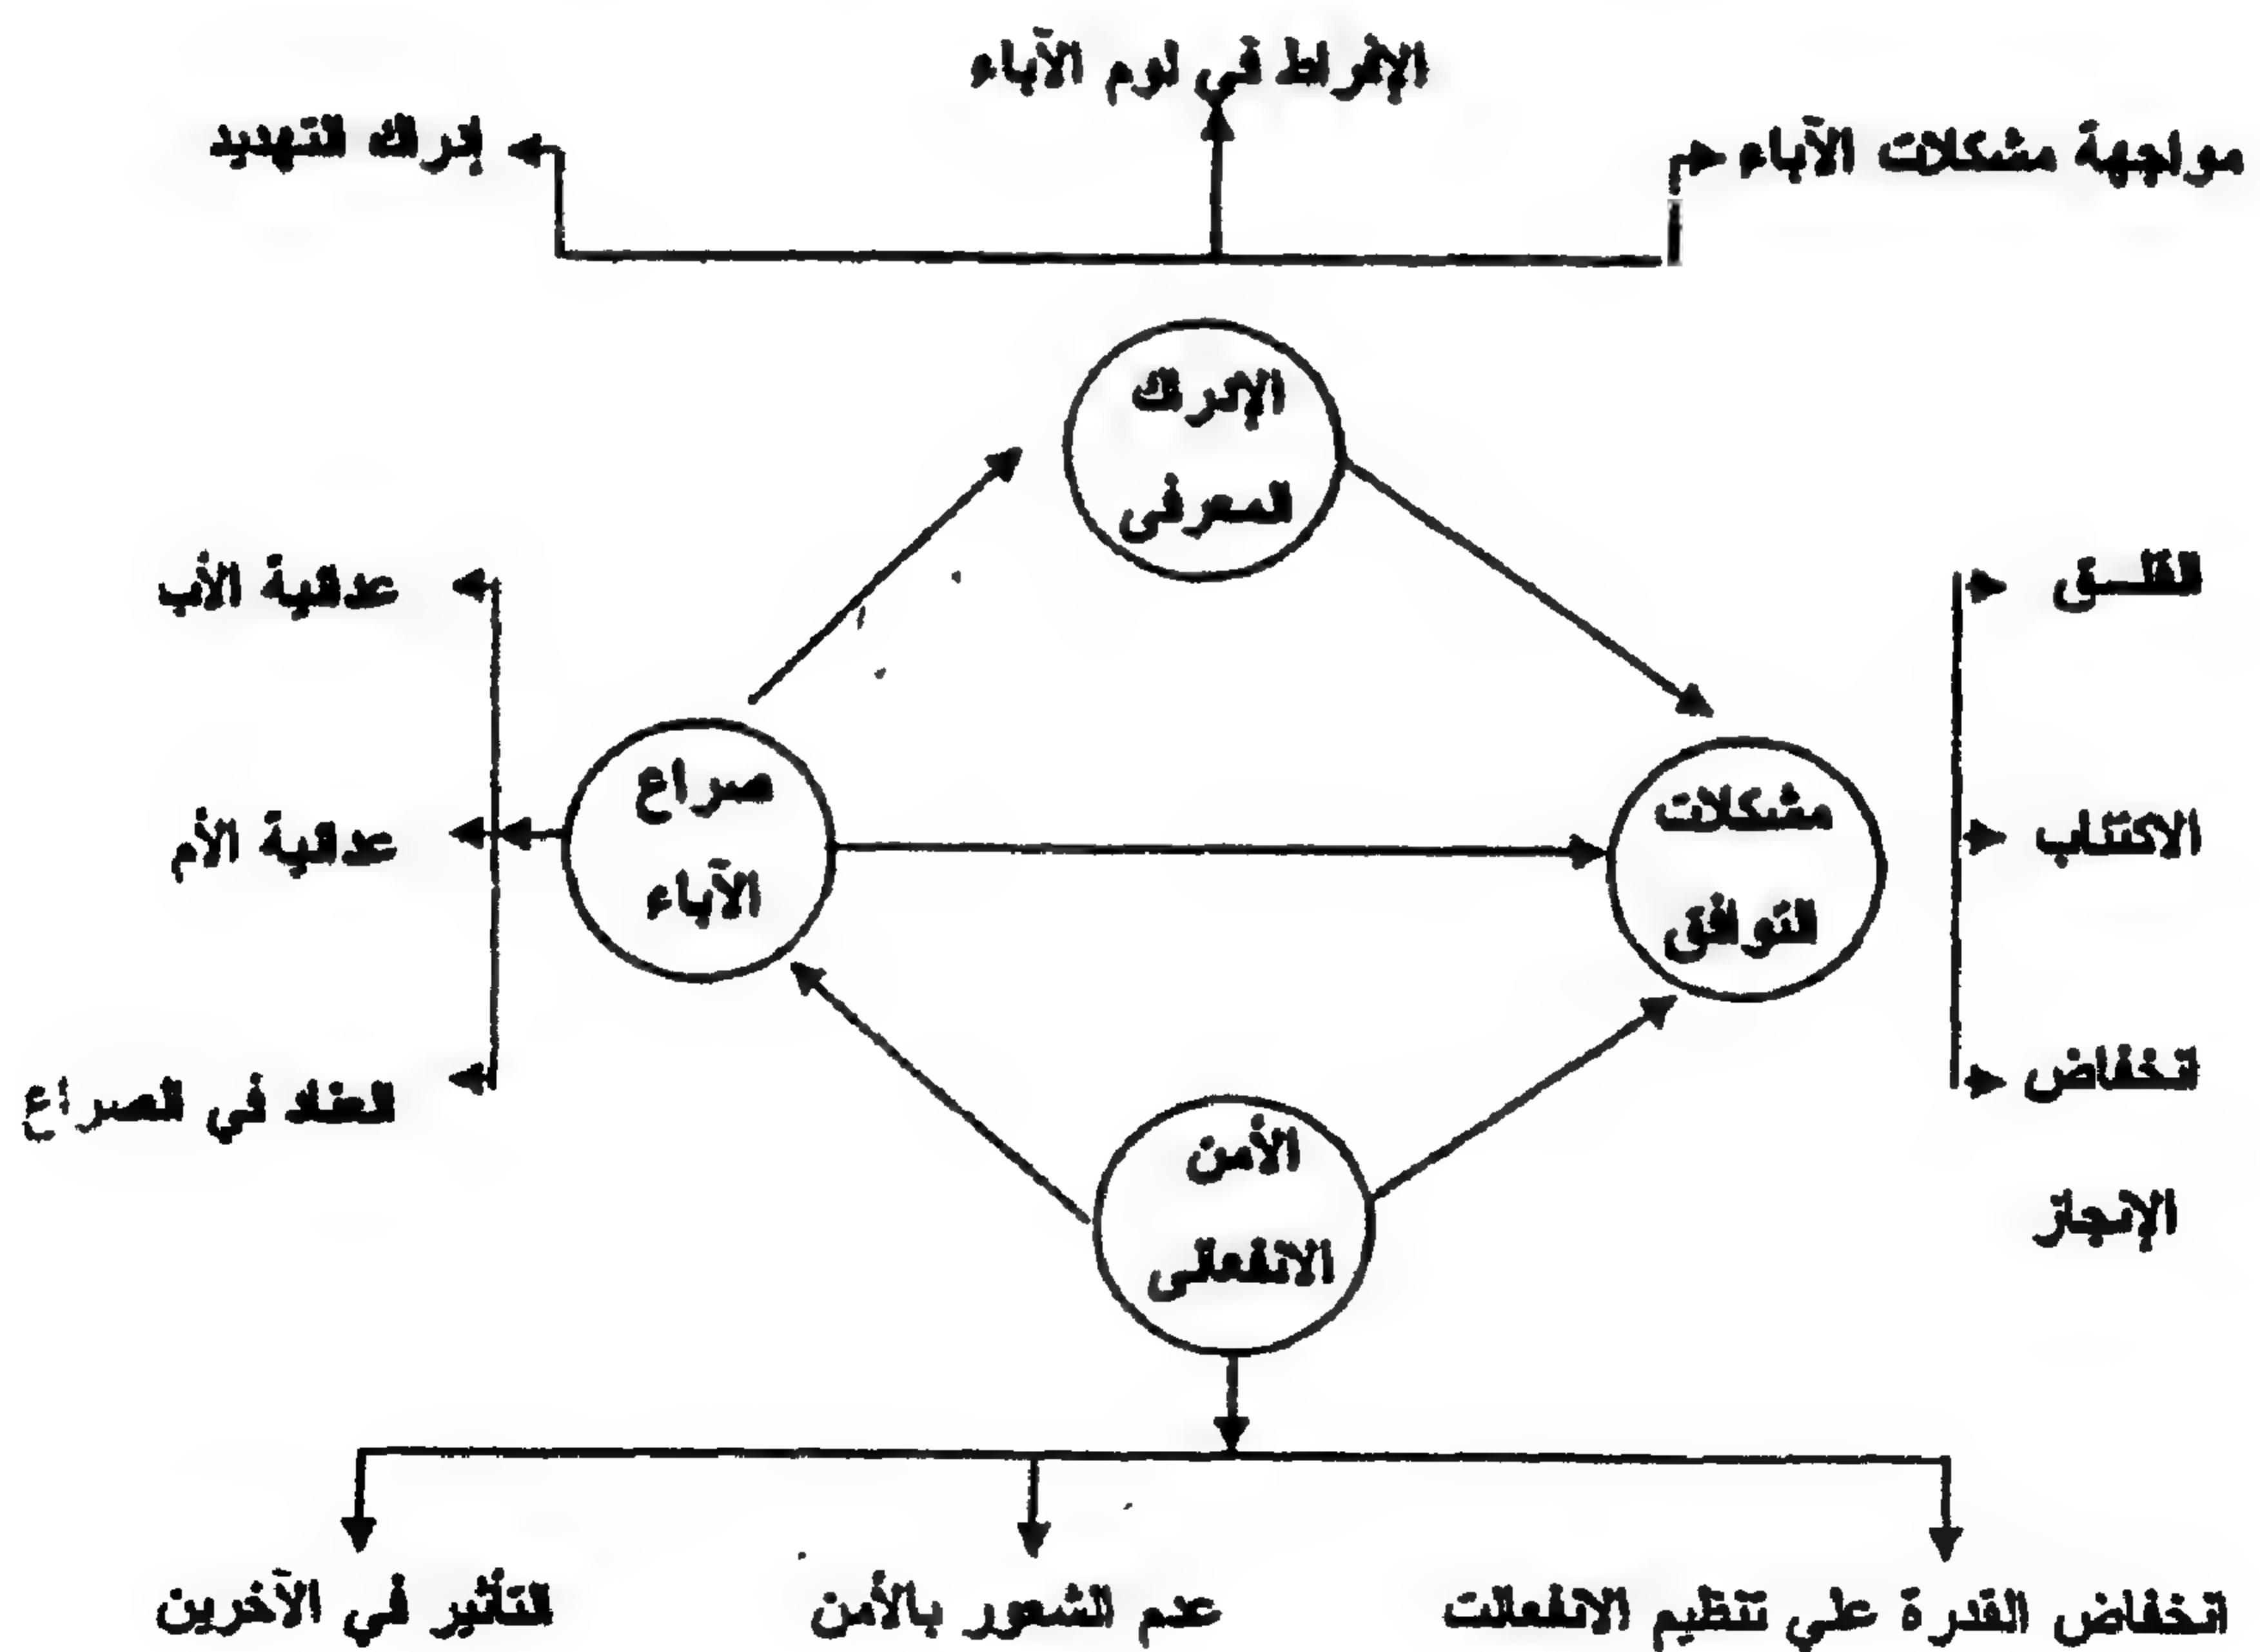 الإفراط في لوم الآباء
مواجهة مشكلات الآباء
إدراك التهديد
الإدراك
المعرفى
القلـق
عدائية الأب
صراع
الآباء
مشكلات
التوافق
الاكتئاب
عدائية الأم
انخفاض
الإنجاز
العناد في الصراع
الأمن
الانفعالى
انخفاض القدرة علي تنظيم الانفعالات
عدم الشعور بالأمن
التأثير في الآخرين